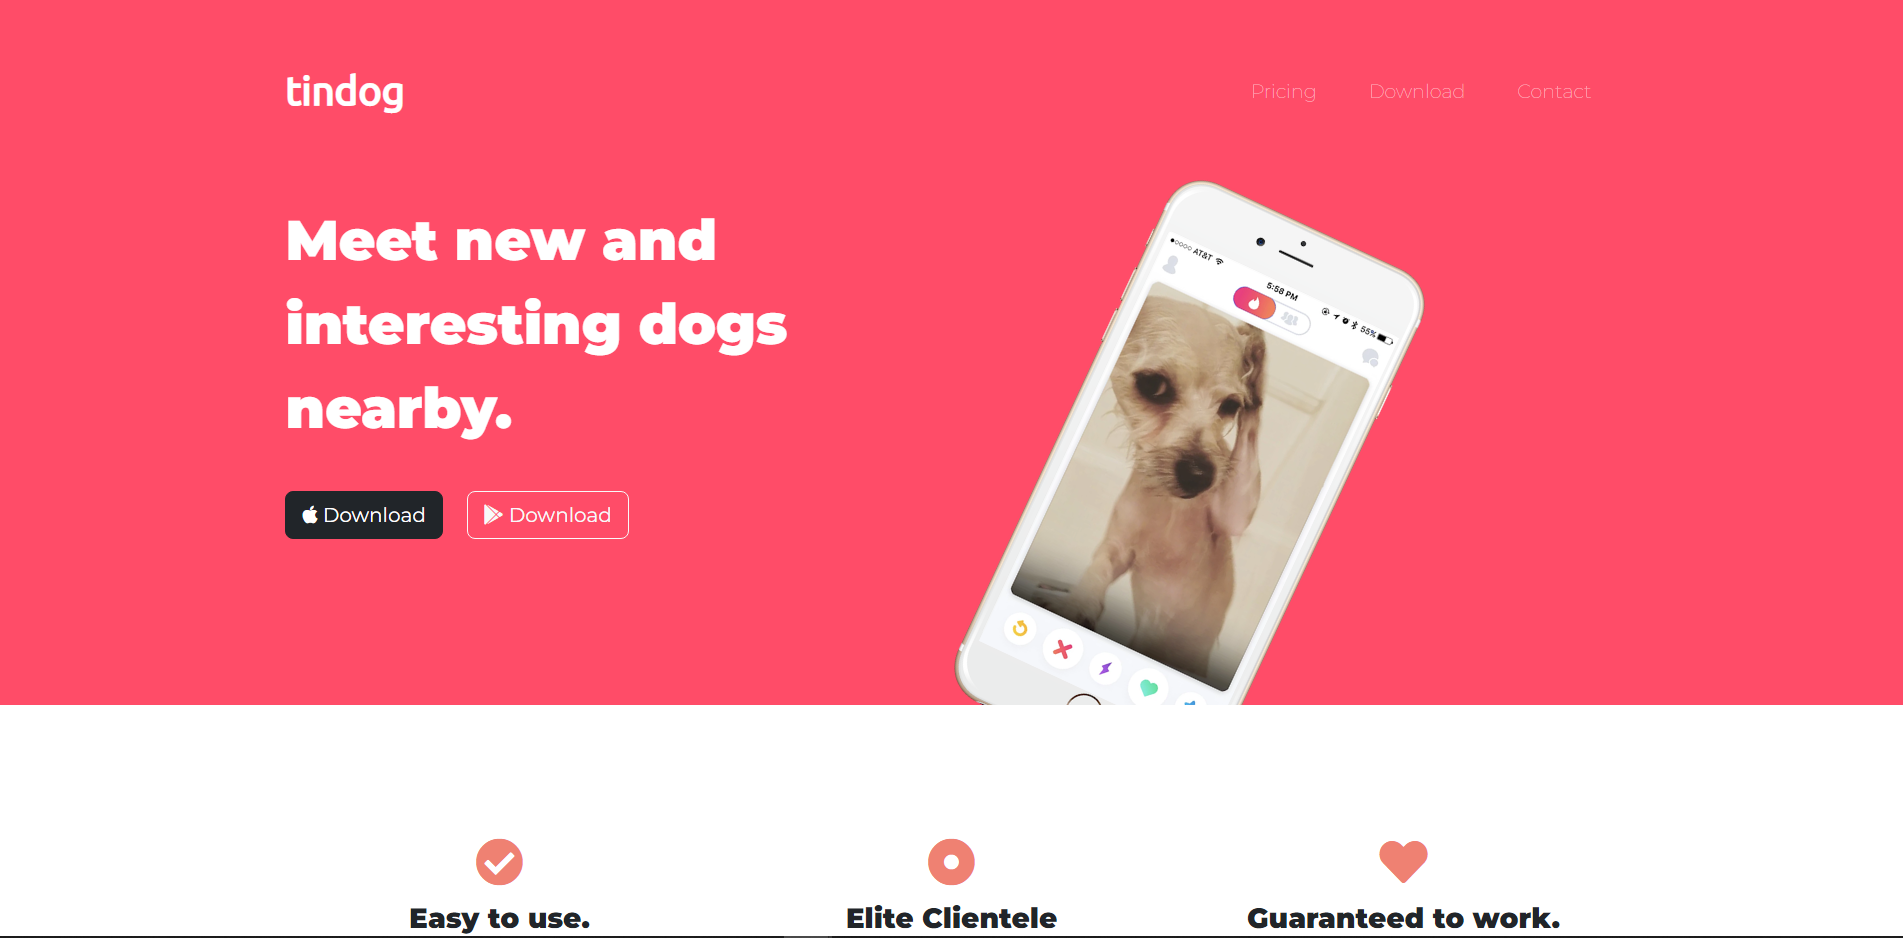 tindog
Pricing Download Contact
Meet new and
interesting dogs
nearby.
Download Download
AT&T
5:58 PM
55%
Easy to use. Elite Clientele Guaranteed to work.